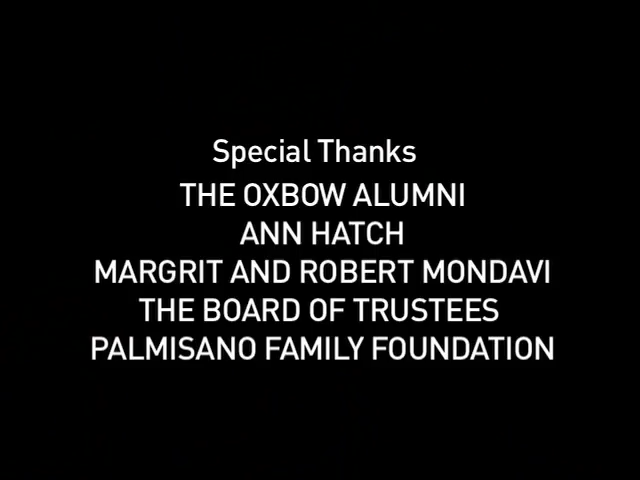 Special Thanks
THE OXBOW ALUMNI
ANN HATCH
MARGRIT AND ROBERT MONDAVI
THE BOARD OF TRUSTEES
PALMISANO FAMILY FOUNDATION